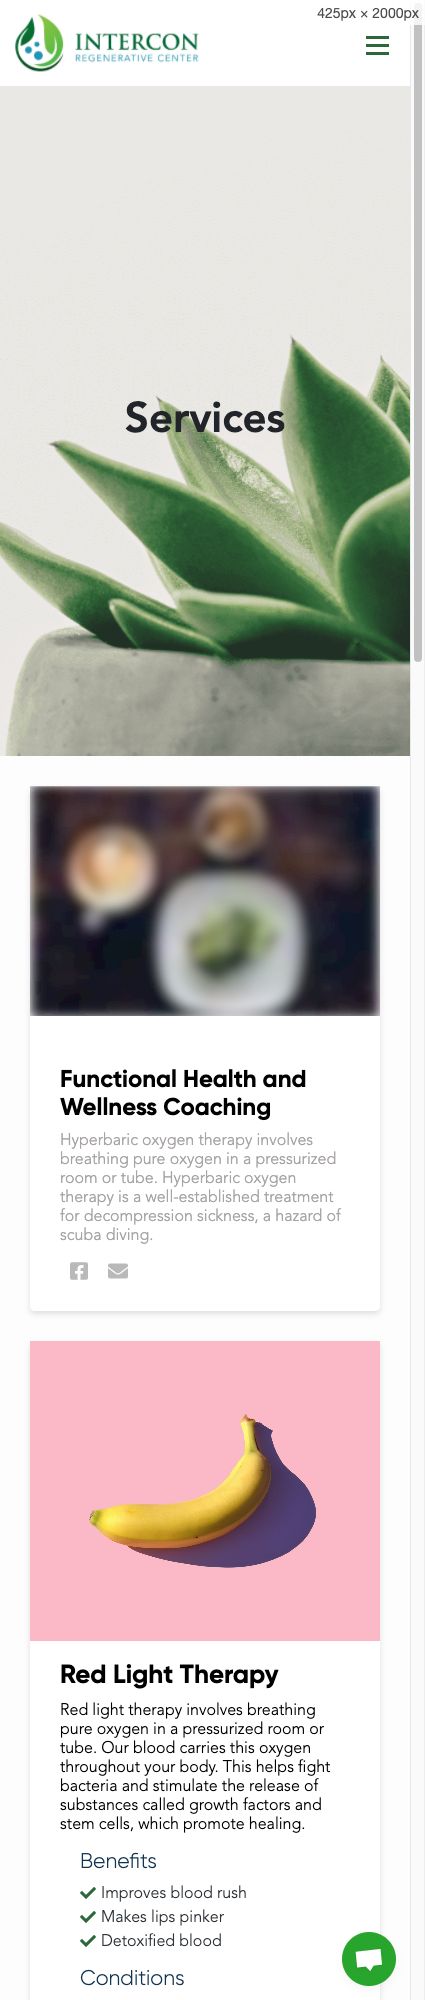 425px × 2000px
INTERCON
REGENERATIVE CENTER
Services
Functional Health and
Wellness Coaching
Hyperbaric oxygen therapy involves
breathing pure oxygen in a pressurized
room or tube. Hyperbaric oxygen
therapy is a well-established treatment
for decompression sickness, a hazard of
scuba diving.
Red Light Therapy
Red light therapy involves breathing
pure oxygen in a pressurized room or
tube. Our blood carries this oxygen
throughout your body. This helps fight
bacteria and stimulate the release of
substances called growth factors and
stem cells, which promote healing.
Benefits
Improves blood rush
Makes lips pinker
Detoxified blood
Conditions